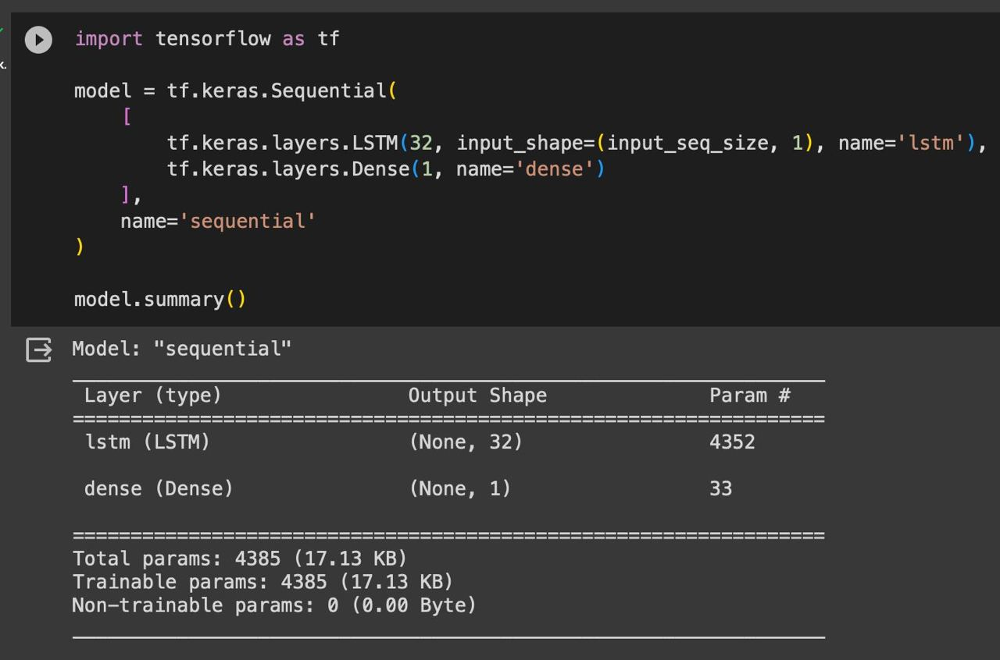 import tensorflow as tf
k.
model = tf.keras.Sequential(
[
tf.keras.layers.LSTM(32, input_shape=(input_seq_size, 1), name='lstm'),
tf.keras.layers.Dense(1, name='dense')
],
name='sequential'
)
model.summary()
Model: "sequential"
Layer (type) Output Shape Param #
lstm (LSTM) (None, 32) 4352
dense (Dense) (None, 1) 33
Total params: 4385 (17.13 KB)
Trainable params: 4385 (17.13 KB)
Non-trainable params: 0 (0.00 Byte)